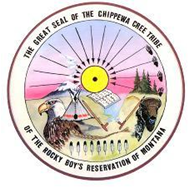 THE GREAT SEAL OF THE CHIPPEWA CREE TRIBE
OF THE ROCKY BOY'S RESERVATION OF MONTANA